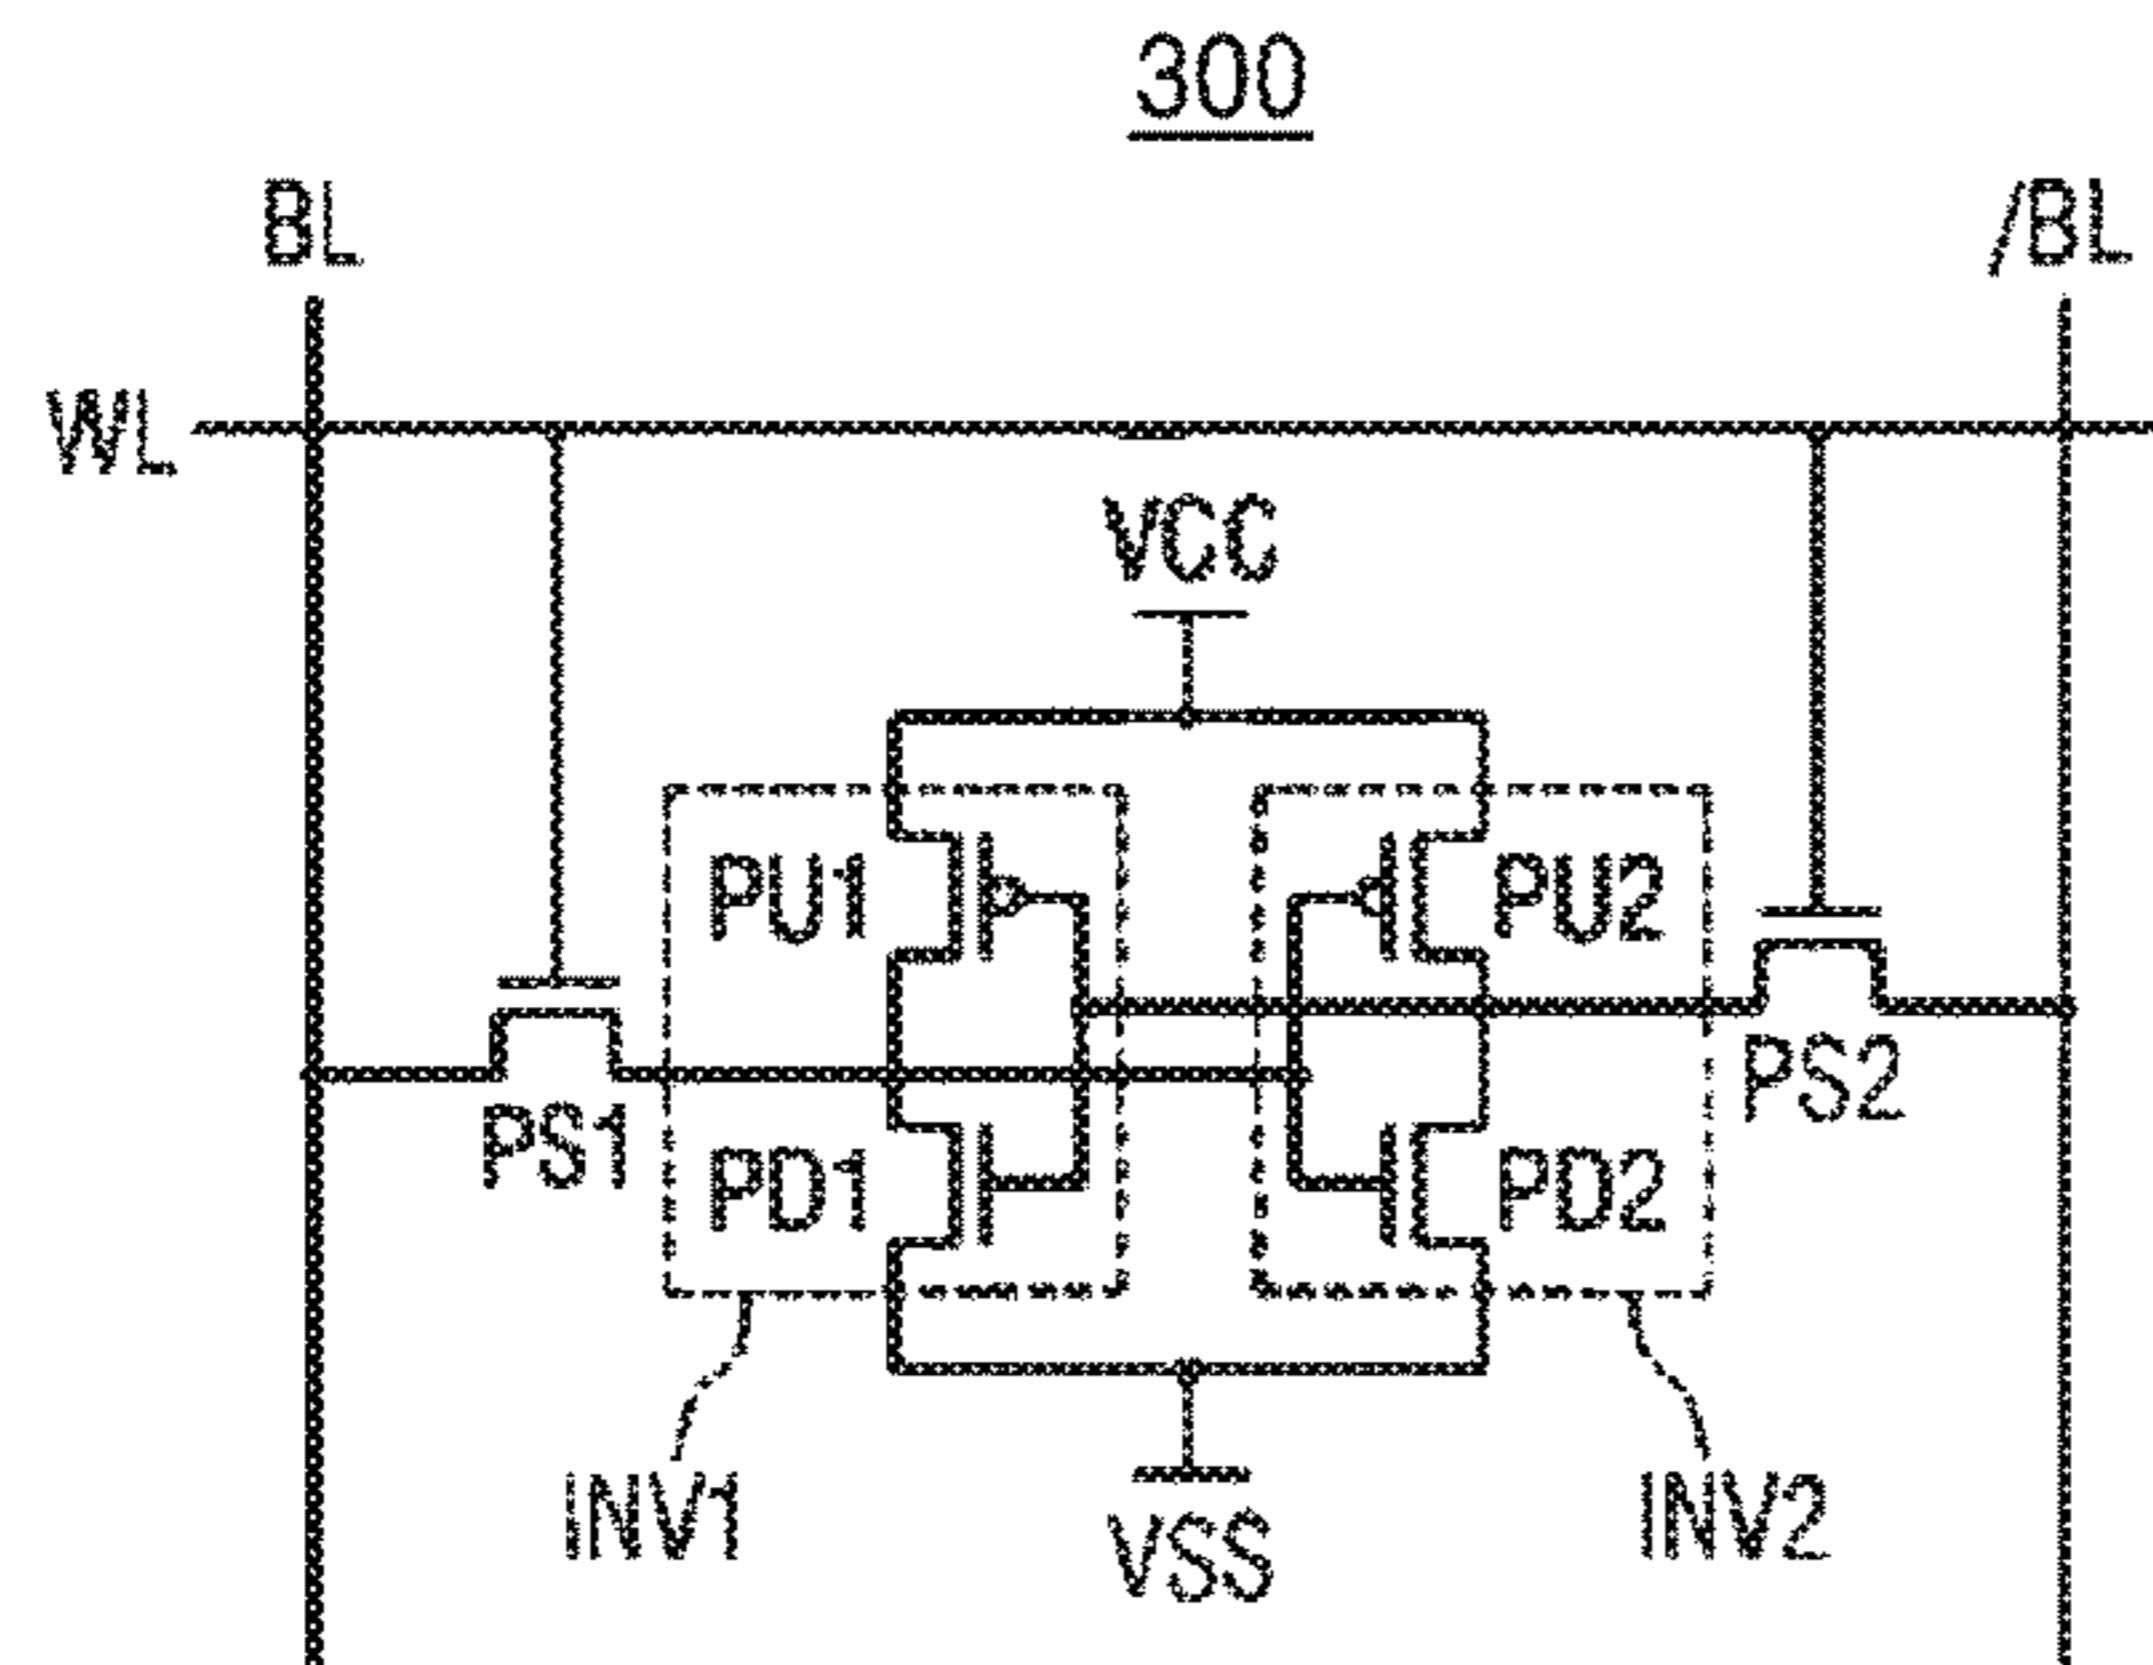 300
BL
/BL
WL
VCC
PU1
PU2
PS1
PS2
PD1
PD2
INV1
INV2
VSS